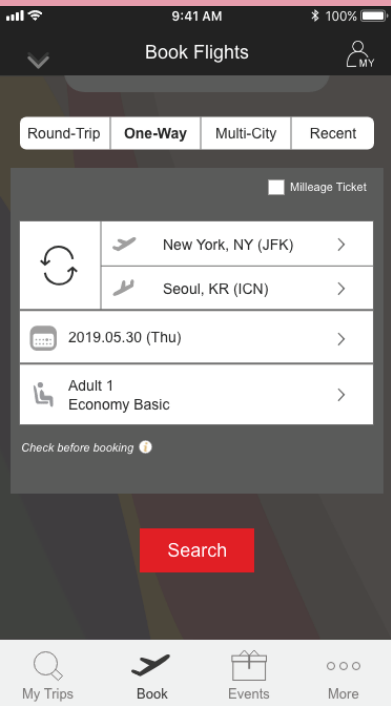 9:41 AM 100%
Book Flights
MY
Round-Trip One-Way Multi-City Recent
Milleage Ticket
New York, NY (JFK)
Seoul, KR (ICN)
2019.05.30 (Thu)
Adult 1
Economy Basic
Check before booking i
Search
My Trips Book Events More